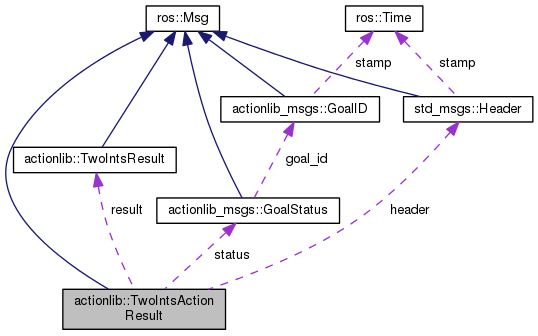 ros::Msg
ros::Time
stamp
stamp
actionlib_msgs::GoalID
std_msgs::Header
actionlib::TwoIntsResult
goal_id
result
actionlib_msgs::GoalStatus
header
status
actionlib::TwoIntsAction
Result